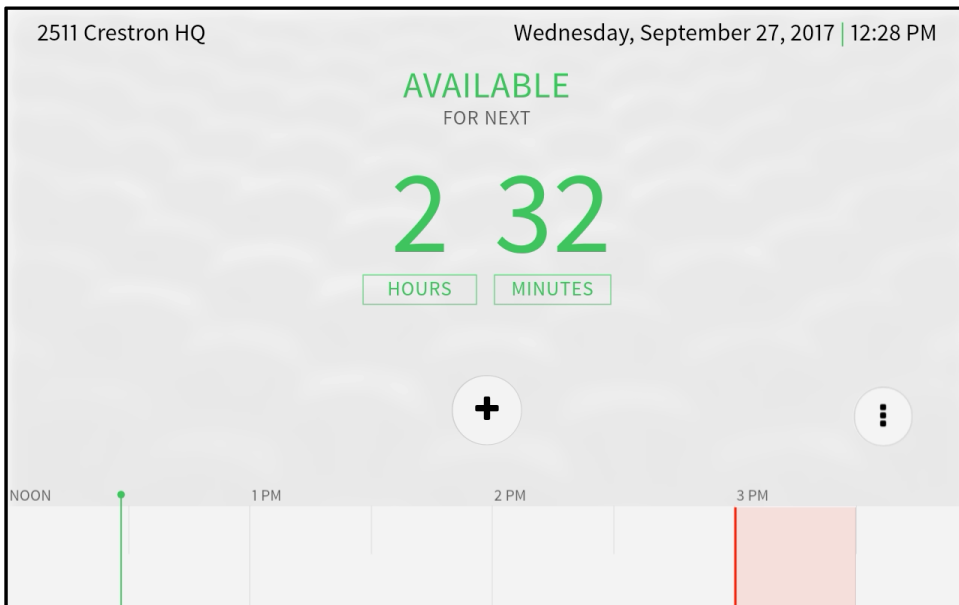 2511 Crestron HQ
Wednesday, September 27, 2017 | 12:28 PM
AVAILABLE
FOR NEXT
2 32
HOURS MINUTES
NOON 1 PM 2 PM 3 PM